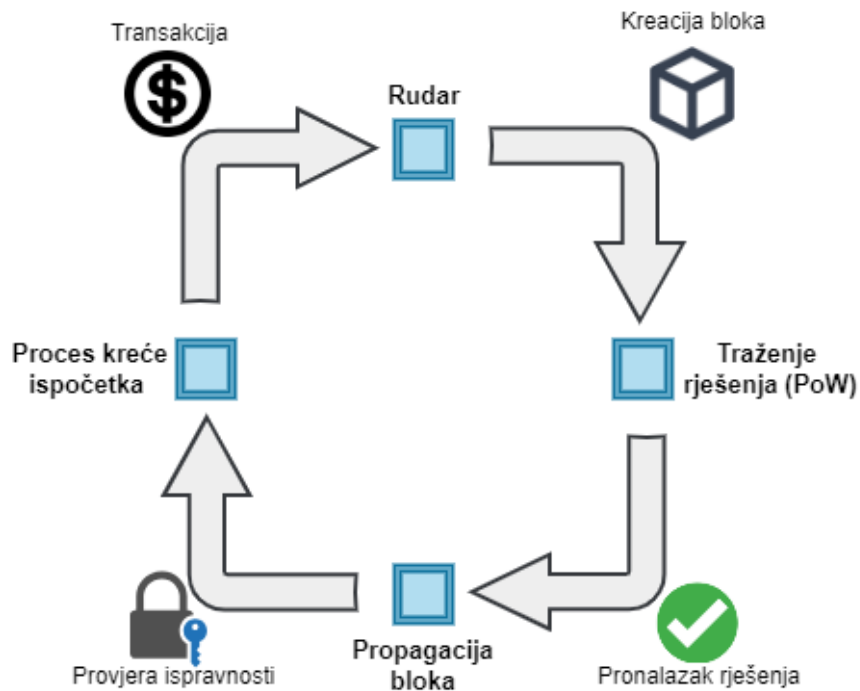 Transakcija
Kreacija bloka
Rudar
$
Proces kreće
ispočetka
Traženje
rješenja (PoW)
Propagacija
bloka
Provjera ispravnosti
Pronalazak rješenja